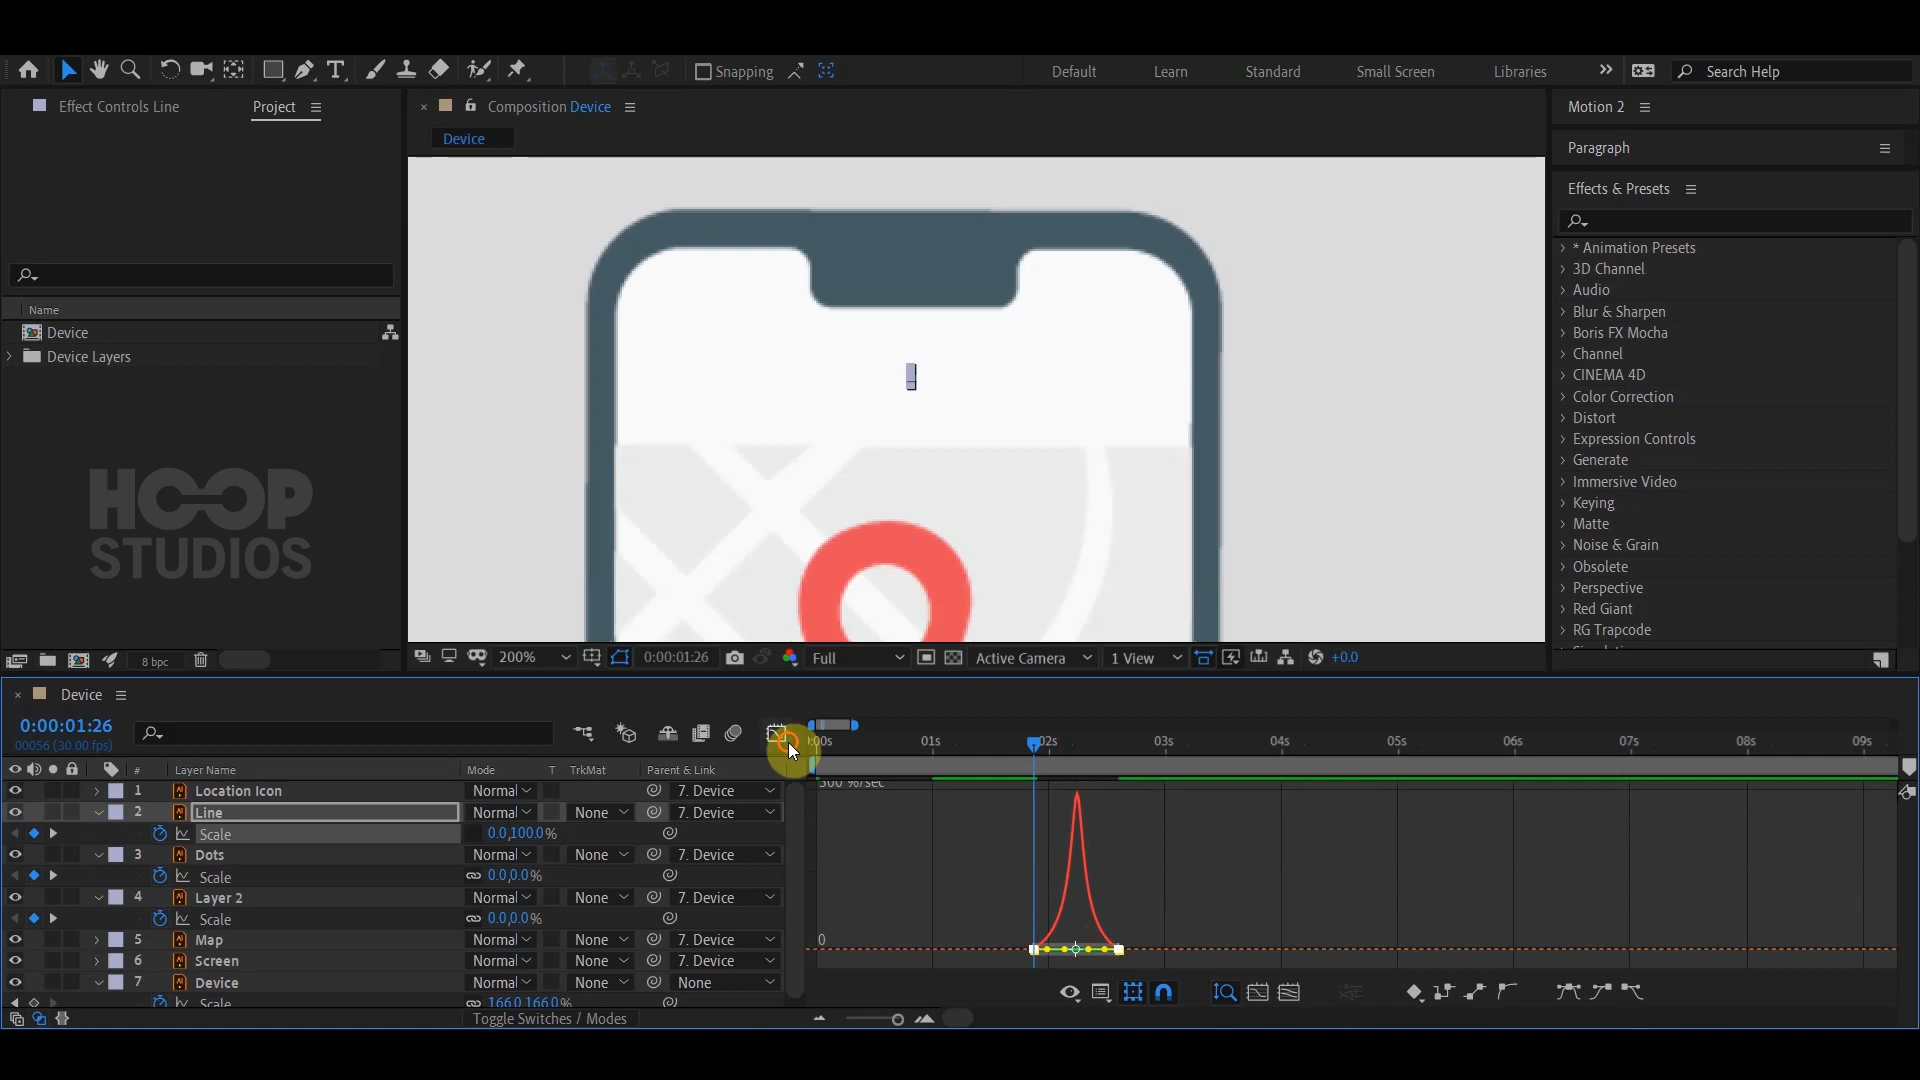 Snapping
Default
Learn
Standard
Small Screen
Libraries
Search Help
Effect Controls Line
Project
Composition Device
Device
Motion 2
Paragraph
Effects & Presets
Name
Device
Device Layers
HOOP
STUDIOS
* Animation Presets
3D Channel
Audio
Blur & Sharpen
Boris FX Mocha
Channel
CINEMA 4D
Color Correction
Distort
Expression Controls
Generate
Immersive Video
Keying
Matte
Noise & Grain
Obsolete
Perspective
Red Giant
RG Trapcode
8 bpc
200%
0:00:01:26
Full
Active Camera
1 View
+0.0
Device
0:00:01:26
00056 (30.00 fps)
:00s 01s 02s 03s 04s 05s 06s 07s 08s 09s
# Layer Name Mode T TrkMat Parent & Link
1 Location Icon Normal 7. Device
2 Line Normal None 7. Device
Scale 0.0,100.0%
3 Dots Normal None 7. Device
Scale 0.0,0.0%
4 Layer 2 Normal None 7. Device
Scale 0.0,0.0%
5 Map Normal None 7. Device
6 Screen Normal None 7. Device
7 Device Normal None None
Scale 166.0,166.0%
Toggle Switches / Modes
500 %/sec
0